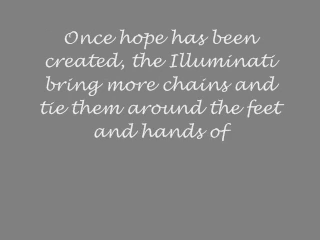 Once hope has been
created, the Illuminati
bring more chains and
tie them around the feet
and hands of